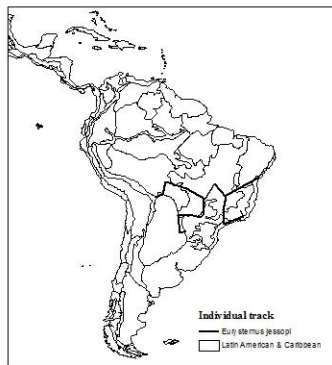 Individual track
Eurysternus jessopi
Latin American & Caribbean